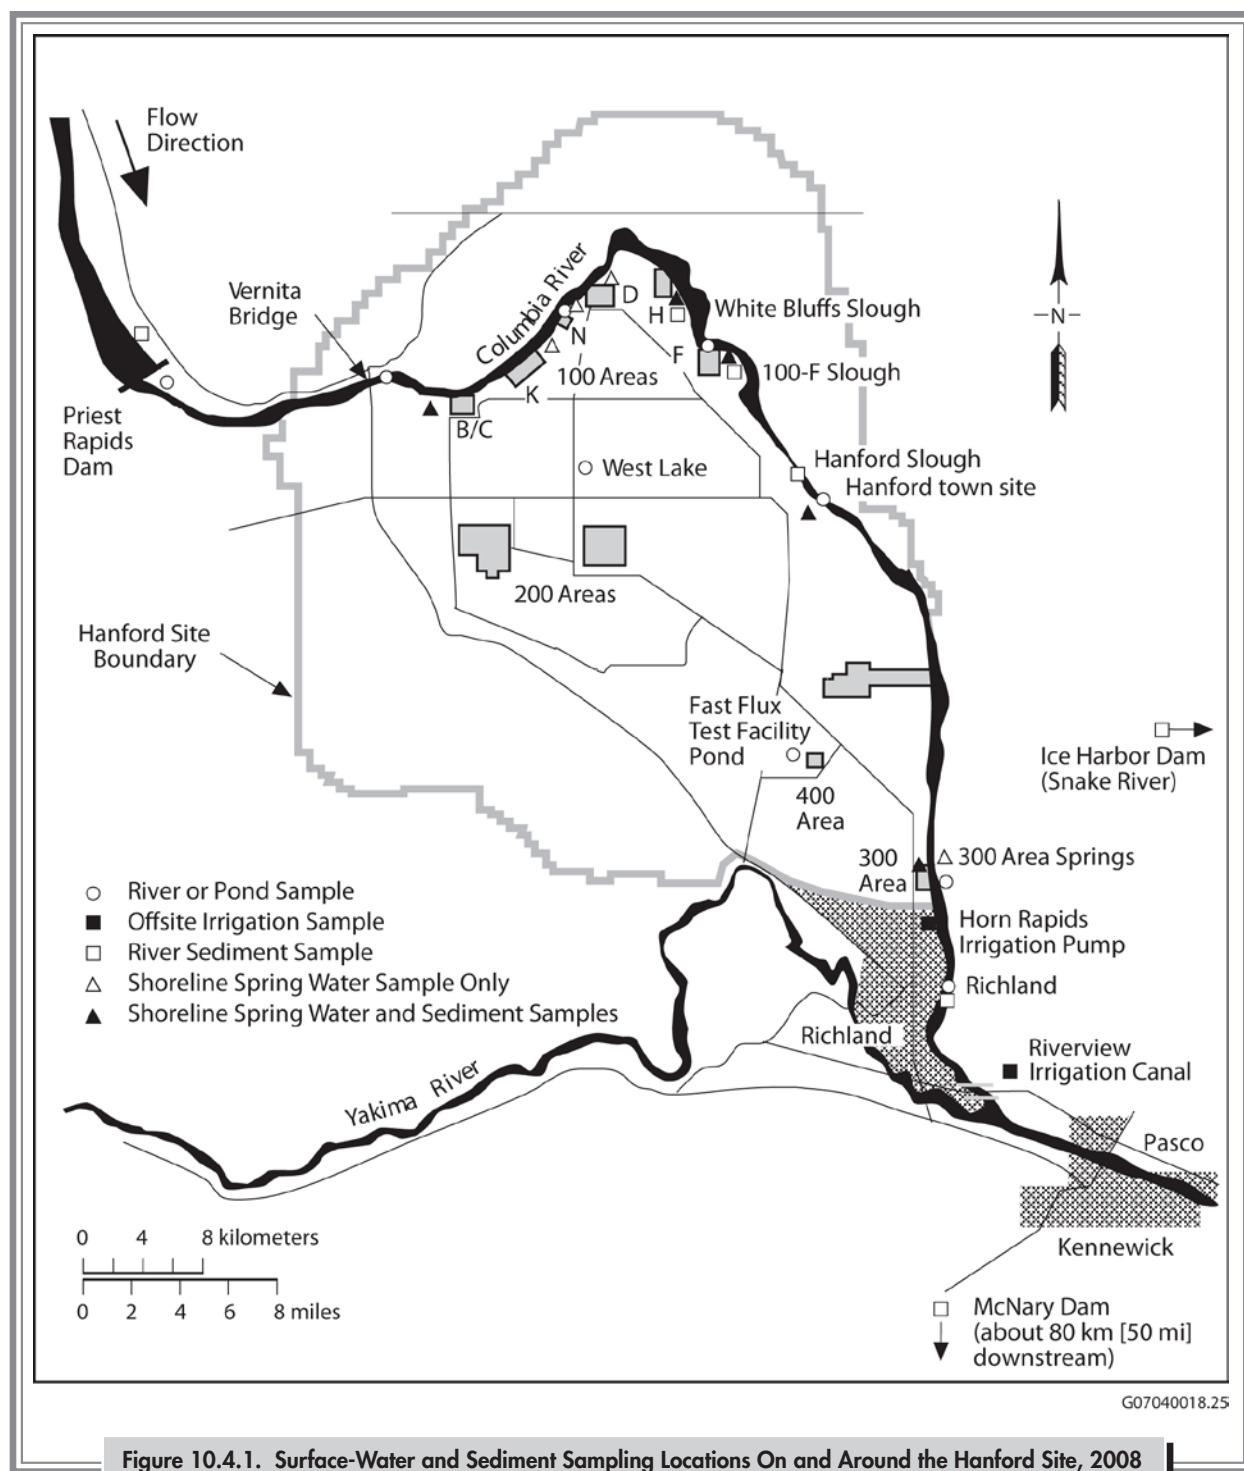 Flow
Direction
Vernita
Bridge
Columbia River
D
H
White Bluffs Slough
N
N
F
100-F Slough
100 Areas
K
Priest
Rapids
Dam
B/C
West Lake
Hanford Slough
Hanford town site
200 Areas
Hanford Site
Boundary
Fast Flux
Test Facility
Pond
Ice Harbor Dam
(Snake River)
400
Area
300
Area
300 Area Springs
River or Pond Sample
Offsite Irrigation Sample
River Sediment Sample
Shoreline Spring Water Sample Only
Shoreline Spring Water and Sediment Samples
Horn Rapids
Irrigation Pump
Richland
Richland
Riverview
Irrigation Canal
Yakima River
Pasco
Kennewick
0 4 8 kilometers
0 2 4 6 8 miles
McNary Dam
(about 80 km [50 mi]
downstream)
G07040018.25
Figure 10.4.1. Surface-Water and Sediment Sampling Locations On and Around the Hanford Site, 2008